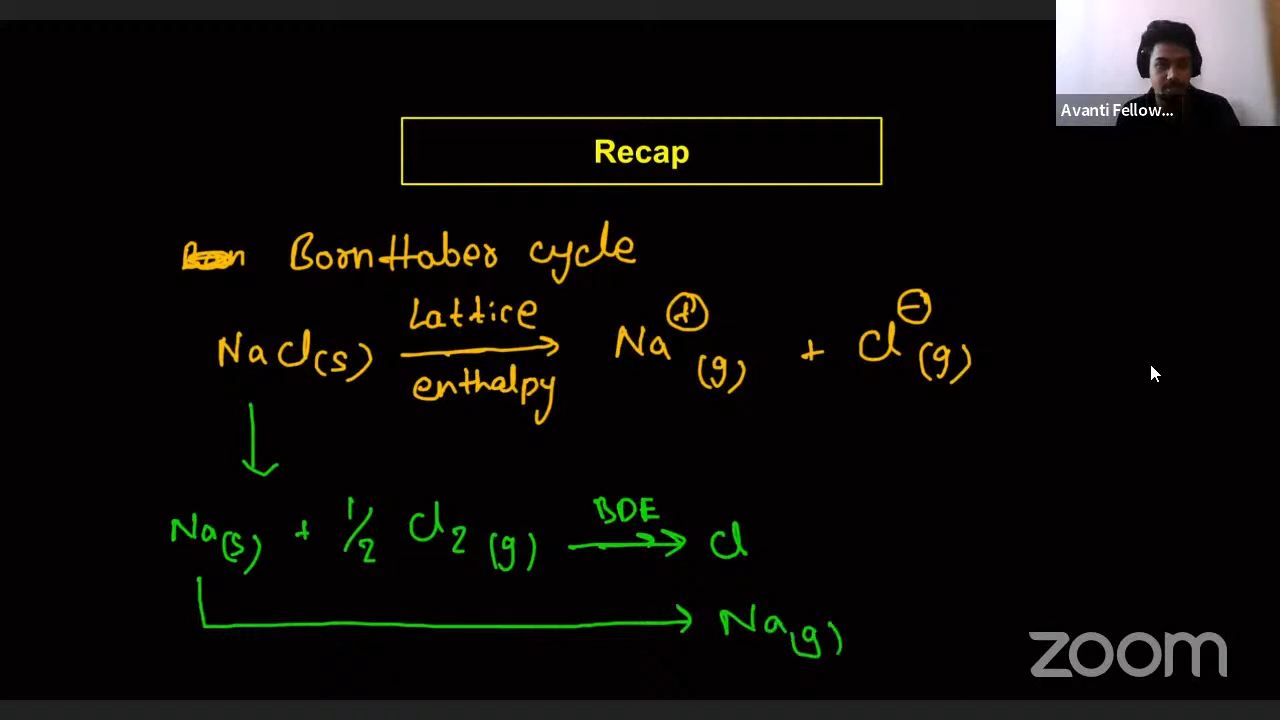 Avanti Fellow...
Recap
Born Haber cycle
NaCl(s) Lattice enthalpy Na⊕(g) + Cl⊖(g)
Na(s) + 1/2 Cl2(g) BDE Cl
Na(g)
zoom